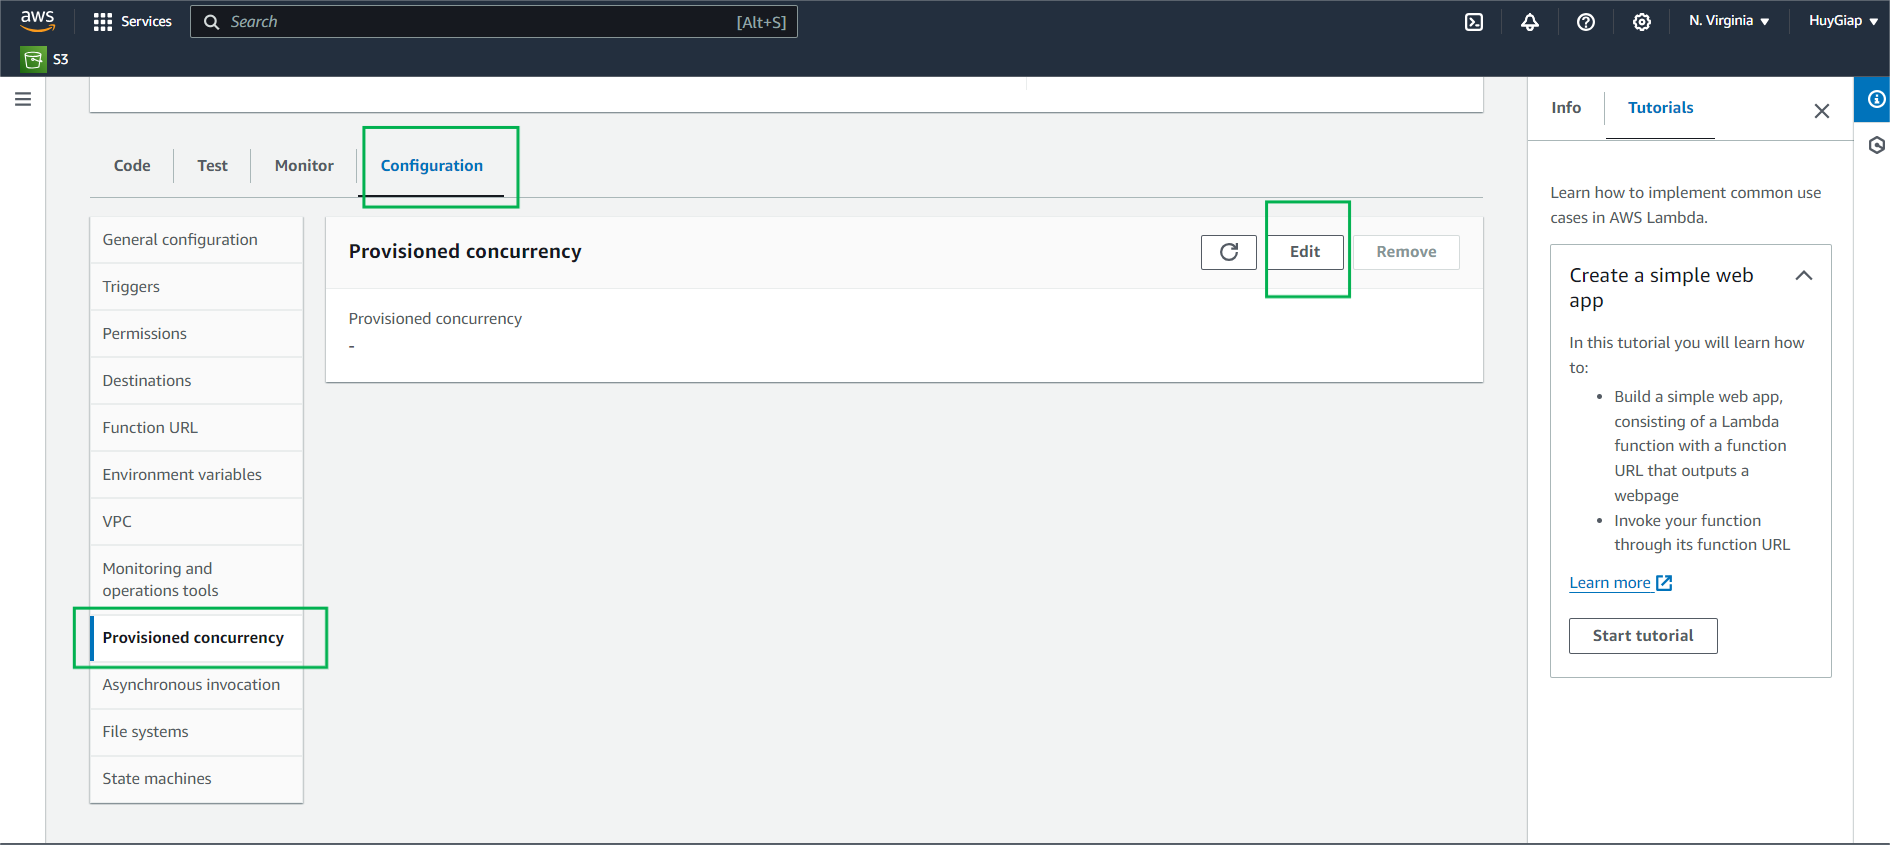 aws
Services
Search
[Alt+S]
N. Virginia
HuyGiap
S3
Code
Test
Monitor
Configuration
General configuration
Triggers
Permissions
Destinations
Function URL
Environment variables
VPC
Monitoring and
operations tools
Provisioned concurrency
Asynchronous invocation
File systems
State machines
Provisioned concurrency
Edit
Remove
Provisioned concurrency
-
Info
Tutorials
Learn how to implement common use
cases in AWS Lambda.
Create a simple web
app
In this tutorial you will learn how
to:
• Build a simple web app,
consisting of a Lambda
function with a function
URL that outputs a
webpage
• Invoke your function
through its function URL
Learn more
Start tutorial